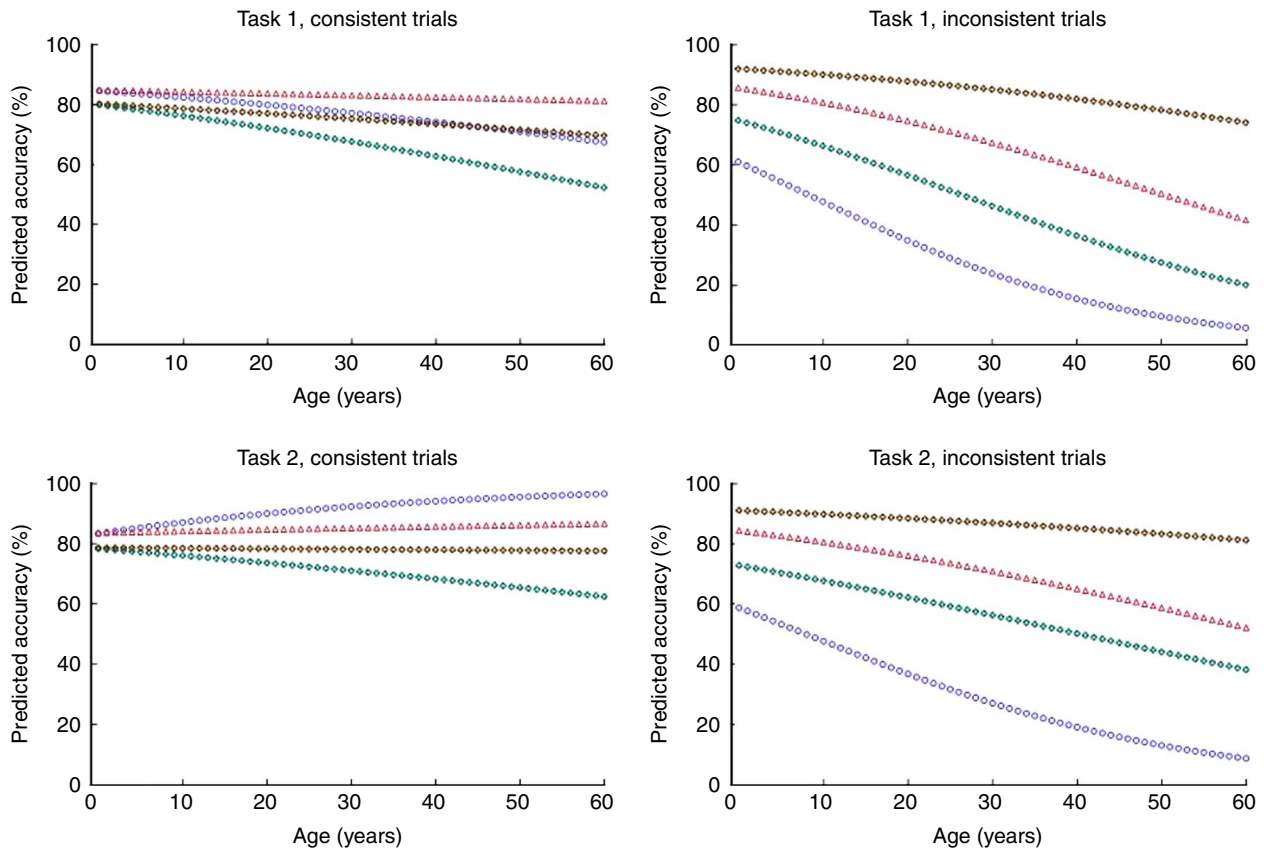 Task 1, consistent trials
Predicted accuracy (%)
100
80
60
40
20
0
0 10 20 30 40 50 60
Age (years)
Task 1, inconsistent trials
Predicted accuracy (%)
100
80
60
40
20
0
0 10 20 30 40 50 60
Age (years)
Task 2, consistent trials
Predicted accuracy (%)
100
80
60
40
20
0
0 10 20 30 40 50 60
Age (years)
Task 2, inconsistent trials
Predicted accuracy (%)
100
80
60
40
20
0
0 10 20 30 40 50 60
Age (years)